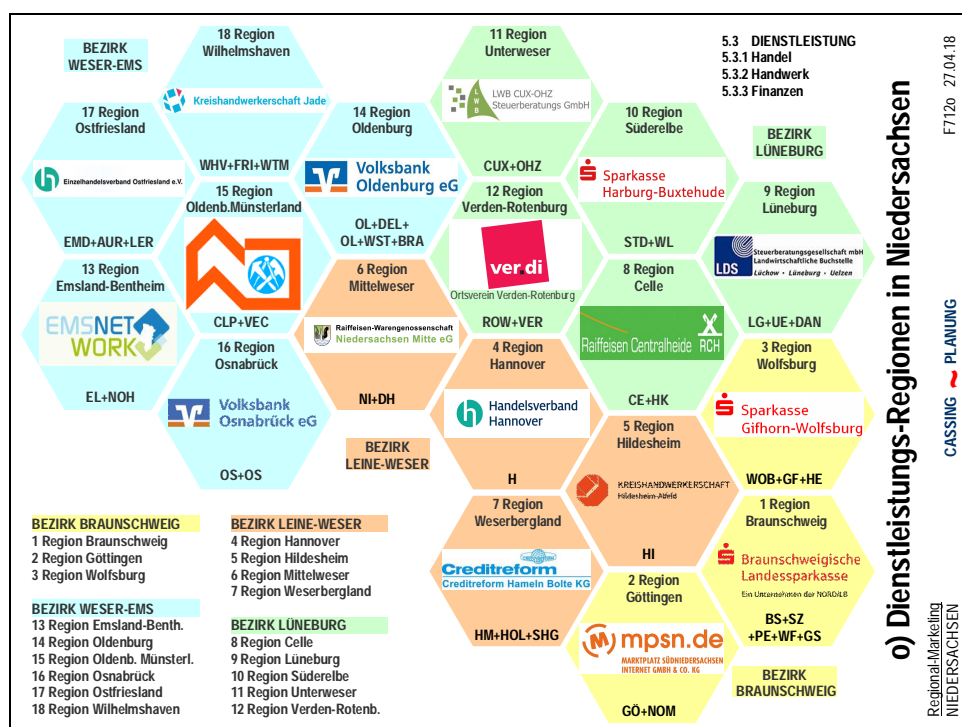 BEZIRK
WESER-EMS
18 Region
Wilhelmshaven
Kreishandwerkerschaft Jade
WHV+FRI+WTM
11 Region
Unterweser
LWB
LWB CUX-OHZ
Steuerberatungs GmbH
CUX+OHZ
5.3 DIENSTLEISTUNG
5.3.1 Handel
5.3.2 Handwerk
5.3.3 Finanzen
17 Region
Ostfriesland
Einzelhandelsverband Ostfriesland e.V.
EMD+AUR+LER
14 Region
Oldenburg
Volksbank
Oldenburg eG
OL+DEL+
OL+WST+BRA
10 Region
Süderelbe
Sparkasse
Harburg-Buxtehude
STD+WL
BEZIRK
LÜNEBURG
15 Region
Oldenb.Münsterland
CLP+VEC
12 Region
Verden-Rotenburg
ver.di
Ortsverein Verden-Rotenburg
ROW+VER
9 Region
Lüneburg
LDS
Steuerberatungsgesellschaft mbH
Landwirtschaftliche Buchstelle
Lüchow • Lüneburg • Uelzen
LG+UE+DAN
13 Region
Emsland-Bentheim
EMSNET
WORK
EL+NOH
6 Region
Mittelweser
Raiffeisen-Warengenossenschaft
Niedersachsen Mitte eG
NI+DH
8 Region
Celle
Raiffeisen Centralheide
RCH
CE+HK
16 Region
Osnabrück
Volksbank
Osnabrück eG
OS+OS
4 Region
Hannover
Handelsverband
Hannover
H
3 Region
Wolfsburg
Sparkasse
Gifhorn-Wolfsburg
WOB+GF+HE
BEZIRK
LEINE-WESER
5 Region
Hildesheim
KREISHANDWERKERSCHAFT
Hildesheim-Alfeld
HI
7 Region
Weserbergland
Creditreform
Creditreform Hameln Bolte KG
HM+HOL+SHG
1 Region
Braunschweig
Braunschweigische
Landessparkasse
Ein Unternehmen der NORD/LB
BS+SZ
+PE+WF+GS
2 Region
Göttingen
mpsn.de
MARKTPLATZ SÜDNIEDERSACHSEN
INTERNET GMBH & CO. KG
GÖ+NOM
BEZIRK
BRAUNSCHWEIG
BEZIRK BRAUNSCHWEIG
1 Region Braunschweig
2 Region Göttingen
3 Region Wolfsburg
BEZIRK WESER-EMS
13 Region Emsland-Benth.
14 Region Oldenburg
15 Region Oldenb. Münsterl.
16 Region Osnabrück
17 Region Ostfriesland
18 Region Wilhelmshaven
BEZIRK LEINE-WESER
4 Region Hannover
5 Region Hildesheim
6 Region Mittelweser
7 Region Weserbergland
BEZIRK LÜNEBURG
8 Region Celle
9 Region Lüneburg
10 Region Süderelbe
11 Region Unterweser
12 Region Verden-Rotenb.
o) Dienstleistungs-Regionen in Niedersachsen
Regional-Marketing
NIEDERSACHSEN
CASSING ~ PLANUNG
F712o 27.04.18